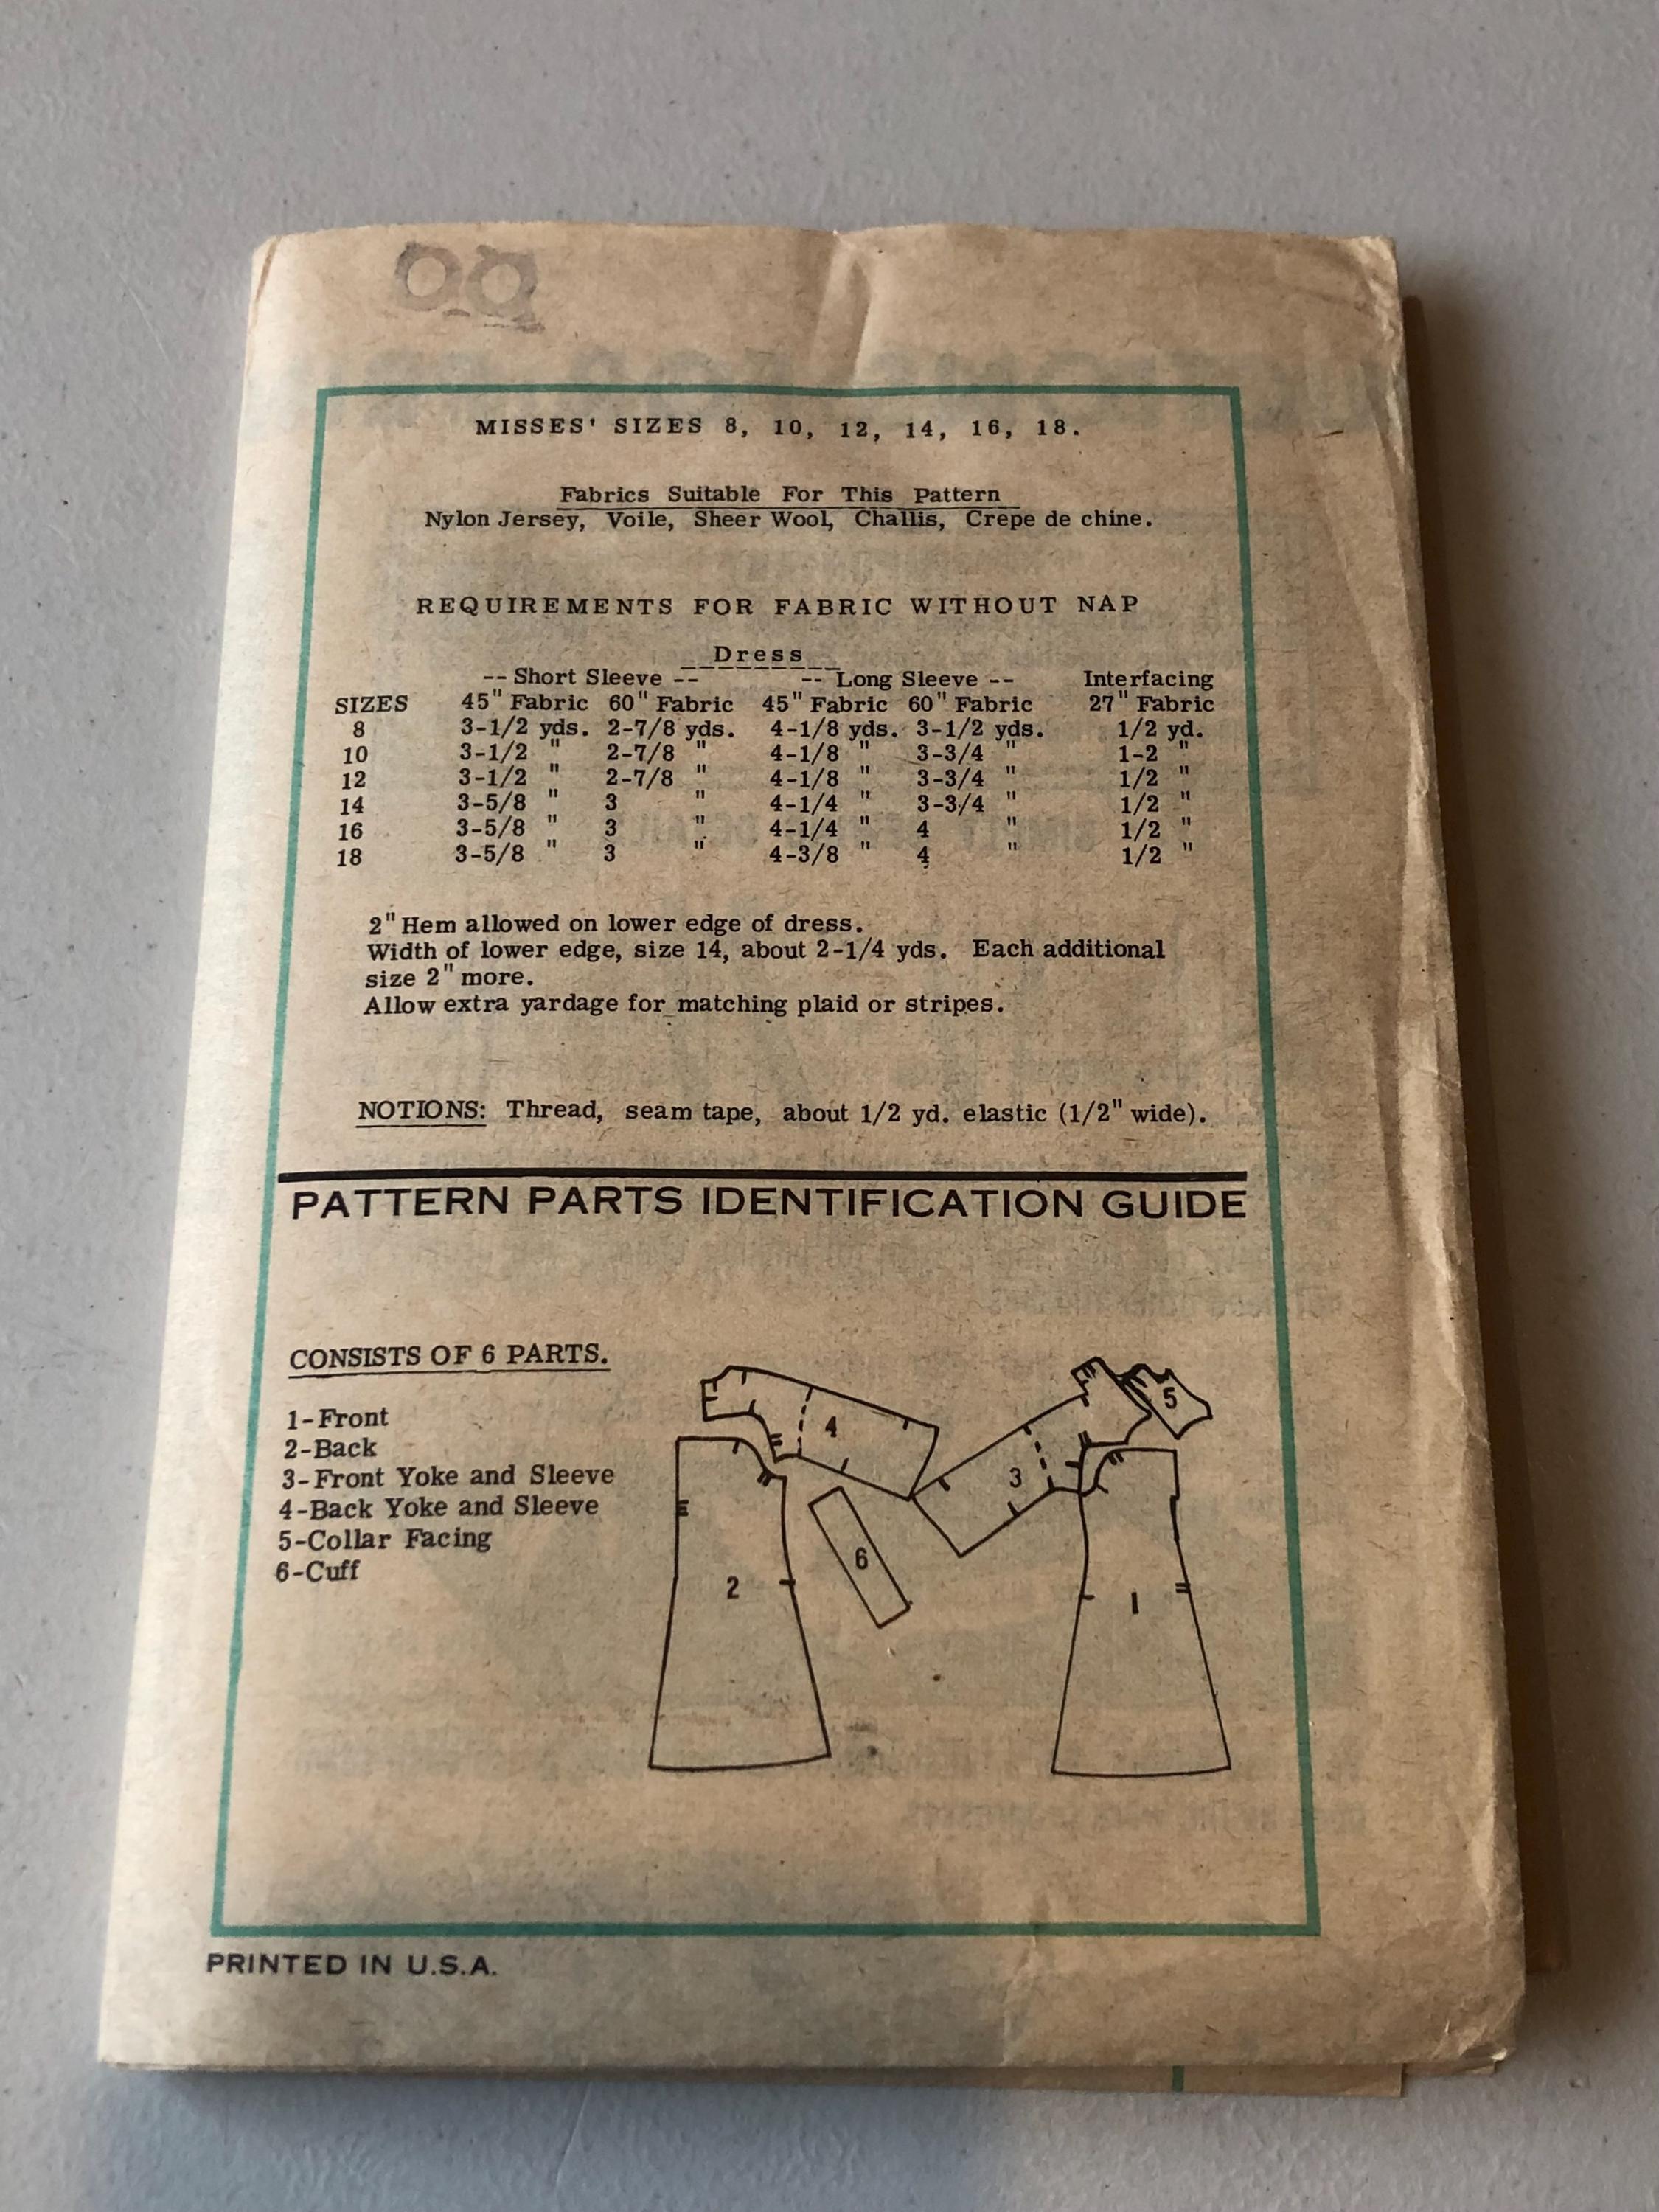 MISSES' SIZES 8, 10, 12, 14, 16, 18.
Fabrics Suitable For This Pattern
Nylon Jersey, Voile, Sheer Wool, Challis, Crepe de chine.
REQUIREMENTS FOR FABRIC WITHOUT NAP
Dress
-- Short Sleeve -- -- Long Sleeve -- Interfacing
SIZES 45" Fabric 60" Fabric 45" Fabric 60" Fabric 27" Fabric
8 3-1/2 yds. 2-7/8 yds. 4-1/8 yds. 3-1/2 yds. 1/2 yd.
10 3-1/2 " 2-7/8 " 4-1/8 " 3-3/4 " 1-2 "
12 3-1/2 " 2-7/8 " 4-1/8 " 3-3/4 " 1/2 "
14 3-5/8 " 3 " 4-1/4 " 3-3/4 " 1/2 "
16 3-5/8 " 3 " 4-1/4 " 4 " 1/2 "
18 3-5/8 " 3 " 4-3/8 " 4 " 1/2 "
2" Hem allowed on lower edge of dress.
Width of lower edge, size 14, about 2-1/4 yds. Each additional
size 2" more.
Allow extra yardage for matching plaid or stripes.
NOTIONS: Thread, seam tape, about 1/2 yd. elastic (1/2" wide).
PATTERN PARTS IDENTIFICATION GUIDE
CONSISTS OF 6 PARTS.
1-Front
2-Back
3-Front Yoke and Sleeve
4-Back Yoke and Sleeve
5-Collar Facing
6-Cuff
4
5
3
6
2
1
PRINTED IN U.S.A.